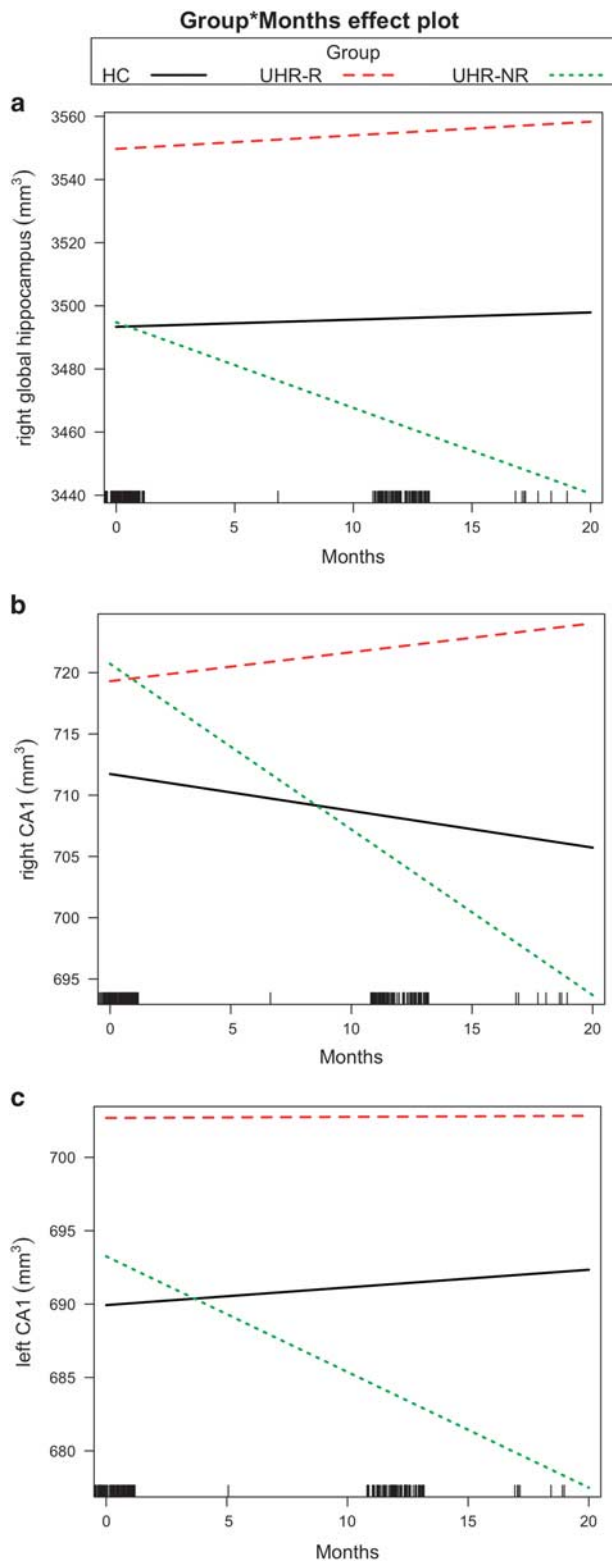 Group*Months effect plot
Group
HC UHR-R UHR-NR
a
3560
3540
3520
3500
3480
3460
3440
right global hippocampus (mm³)
0 5 10 15 20
Months
b
720
715
710
705
700
695
right CA1 (mm³)
0 5 10 15 20
Months
c
700
695
690
685
680
left CA1 (mm³)
0 5 10 15 20
Months